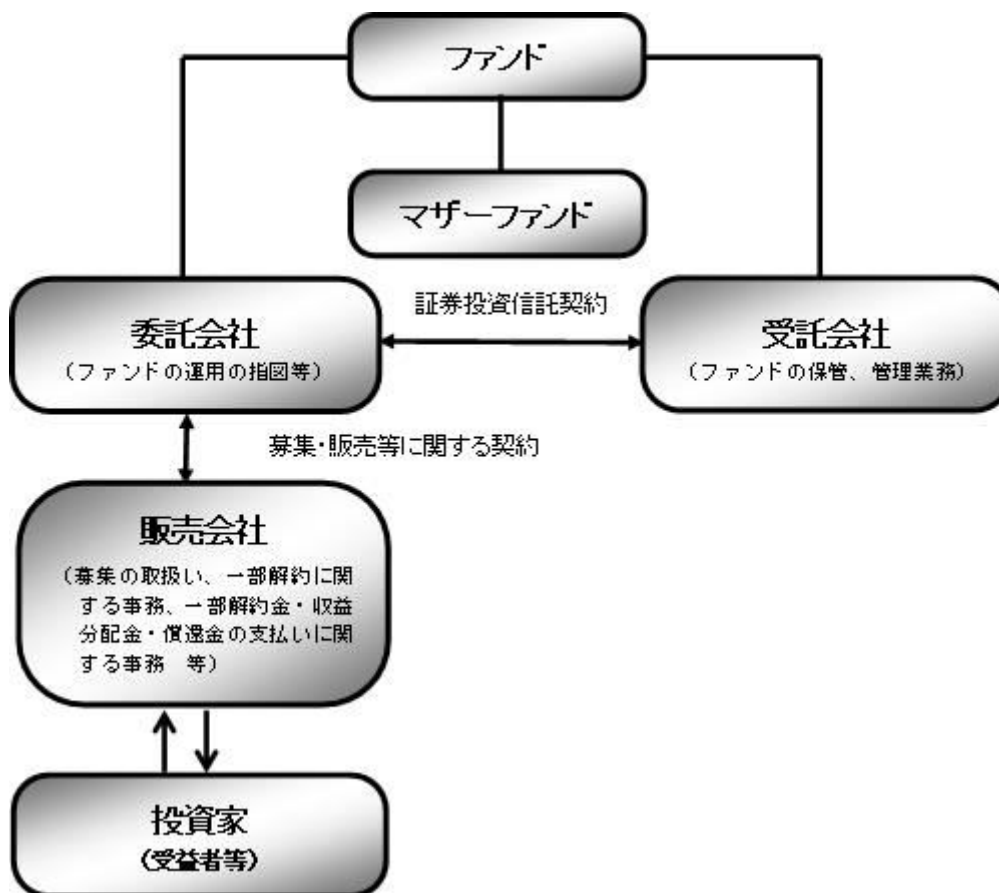 ファンド
マザーファンド
証券投資信託契約
委託会社
（ファンドの運用の指図等）
受託会社
（ファンドの保管、管理業務）
募集・販売等に関する契約
販売会社
（募集の取扱い、一部解約に関
する事務、一部解約金・収益
分配金・償還金の支払いに関
する事務　等）
投資家
（受益者等）